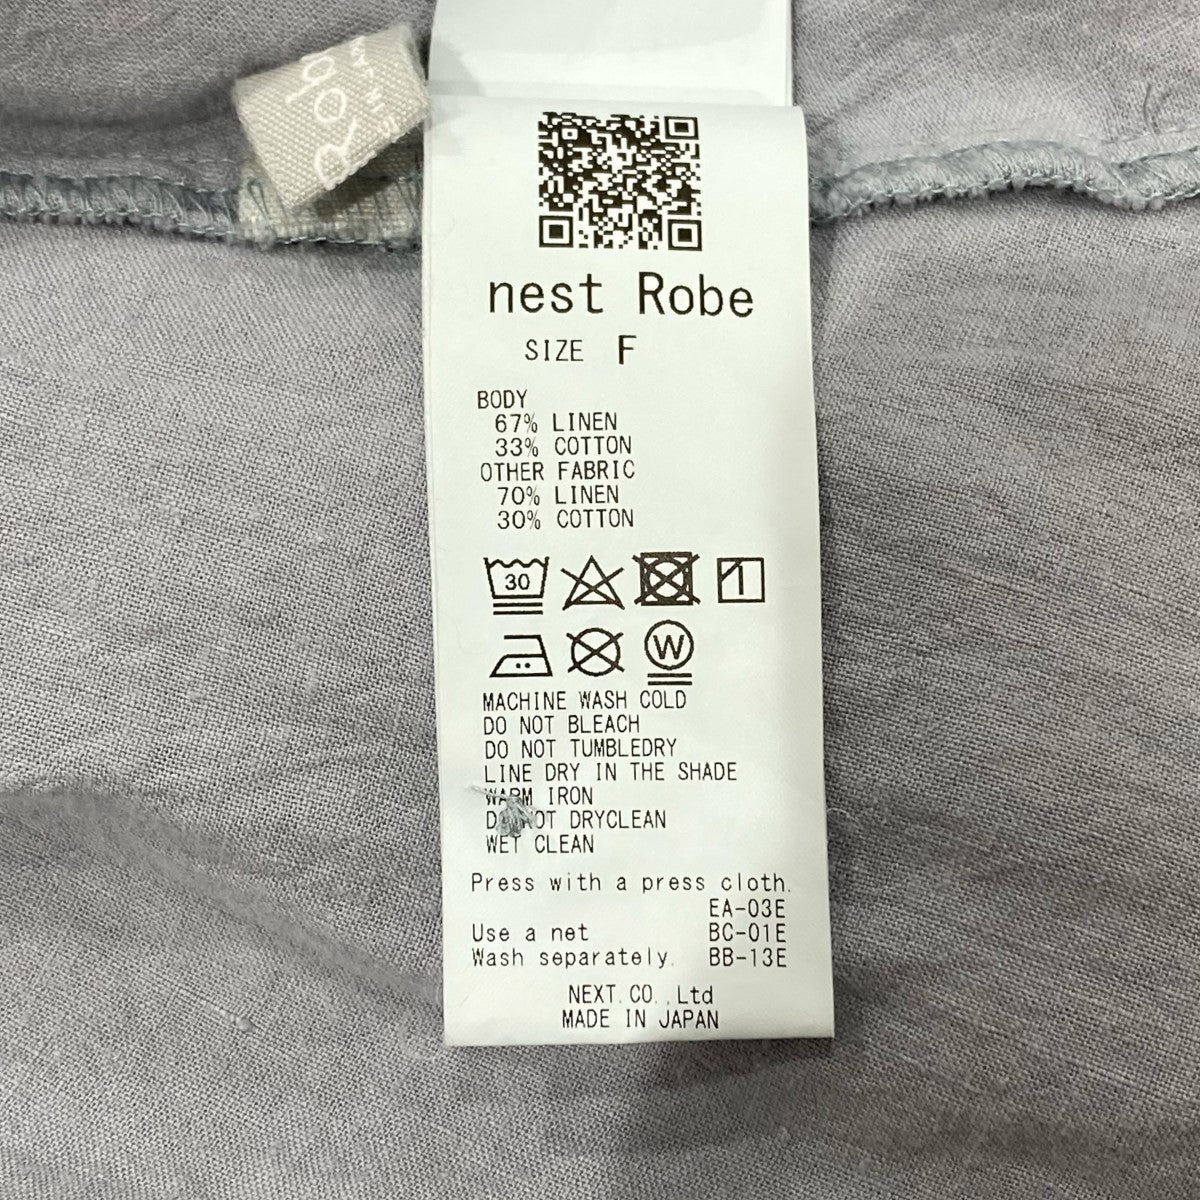 Robe
nest Robe
SIZE F
BODY
67% LINEN
33% COTTON
OTHER FABRIC
70% LINEN
30% COTTON
30
W
MACHINE WASH COLD
DO NOT BLEACH
DO NOT TUMBLEDRY
LINE DRY IN THE SHADE
WARM IRON
DO NOT DRYCLEAN
WET CLEAN
Press with a press cloth.
EA-03E
Use a net BC-01E
Wash separately. BB-13E
NEXT. CO.,Ltd
MADE IN JAPAN